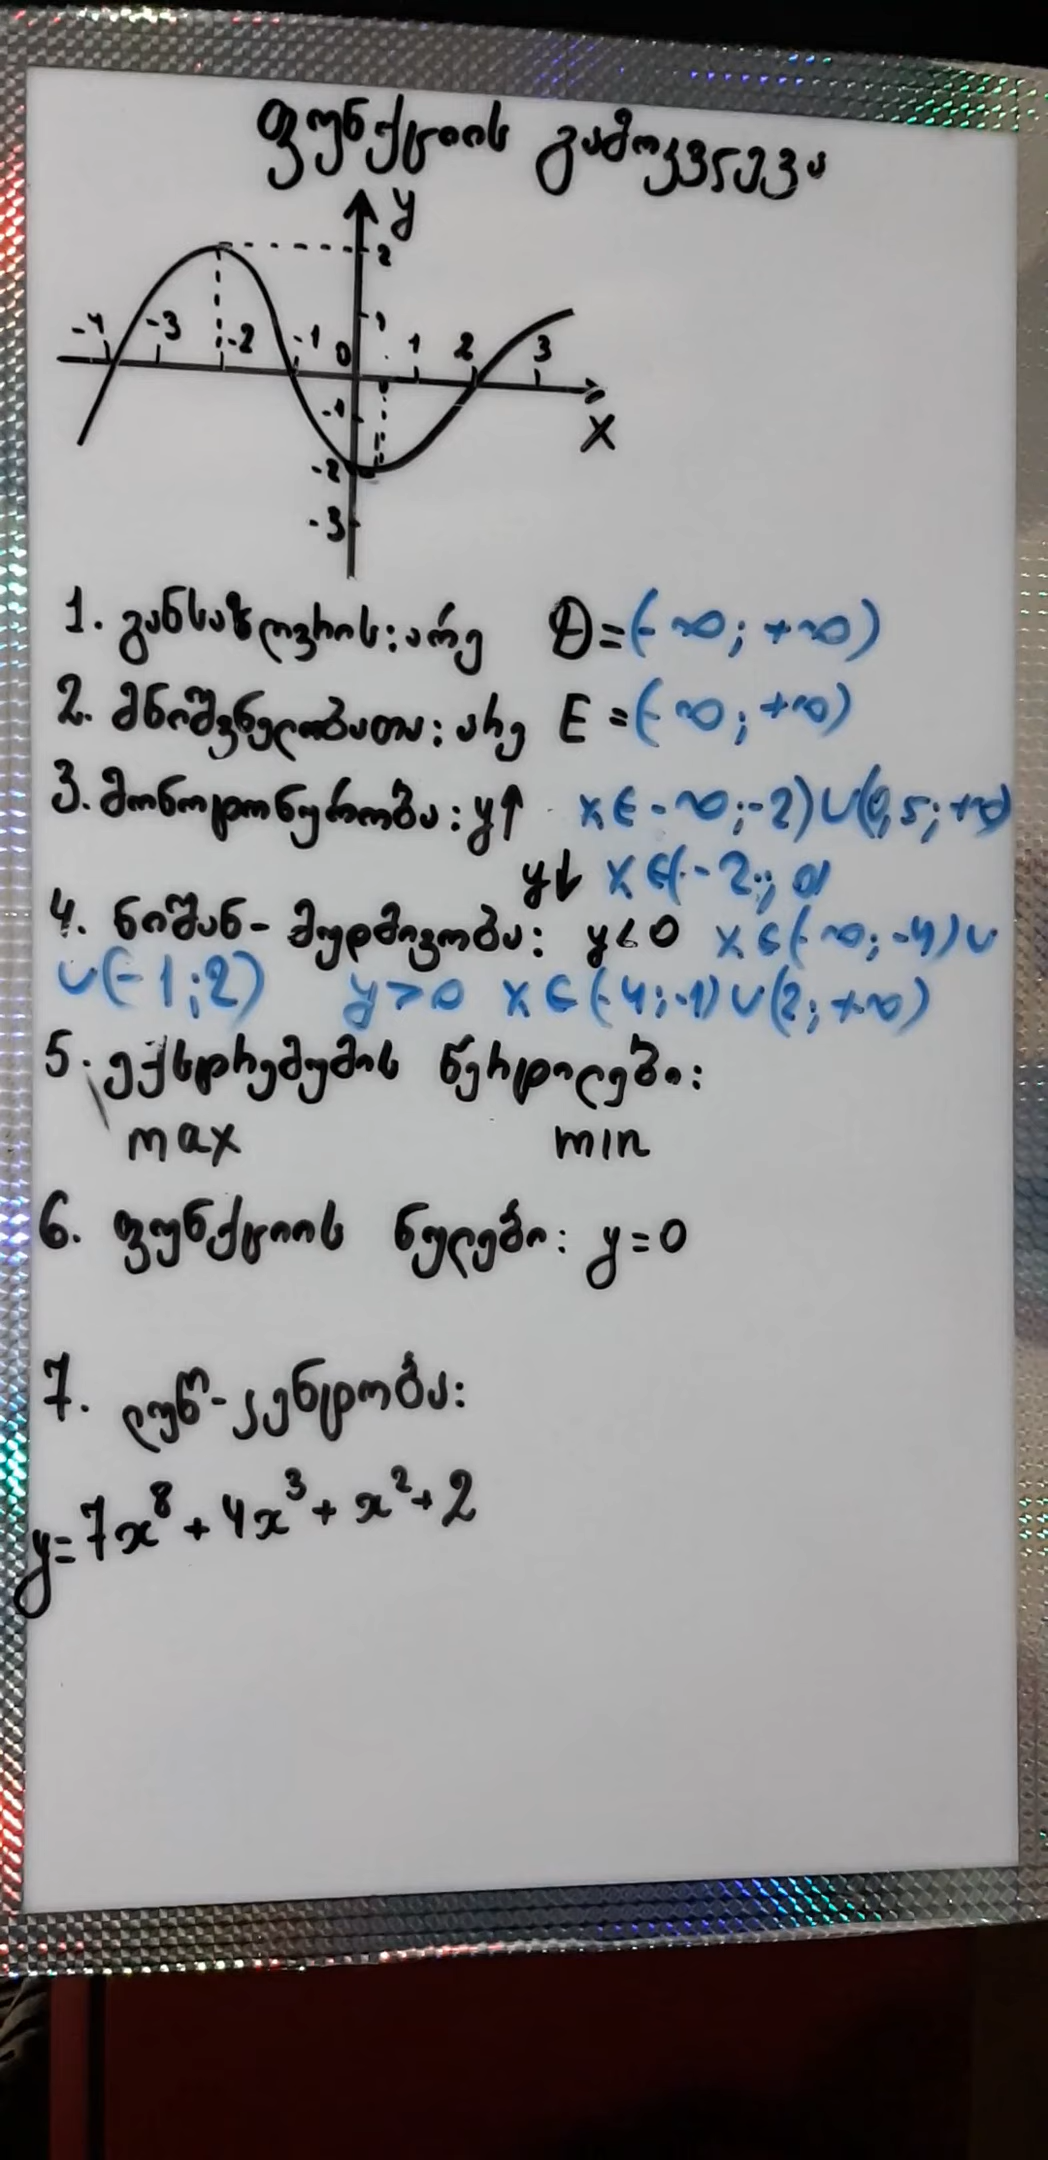 ფუნქციის გამოკვლევა
y
2
1
-4 -3 -2 -1 0 1 2 3
-1
x
-2
-3
1. განსაზღვრის: არე D=(-∞; +∞)
2. მნიშვნელობათა: არე E =(-∞; +∞)
3. მონოტონურობა: y↑ x∈-∞;-2)∪(0,5; +∞)
y↓ x∈(-2;
4. ნიშან- მუდმივობა: y<0 x∈(-∞; -4)∪
∪(-1;2) y>0 x∈(-4;-1)∪(2; +∞)
5. ექსტრემუმის წერტილები:
max min
6. ფუნქციის ნულები: y=0
7. ლუწ-კენტობა:
y=7x⁸+4x³+x²+2